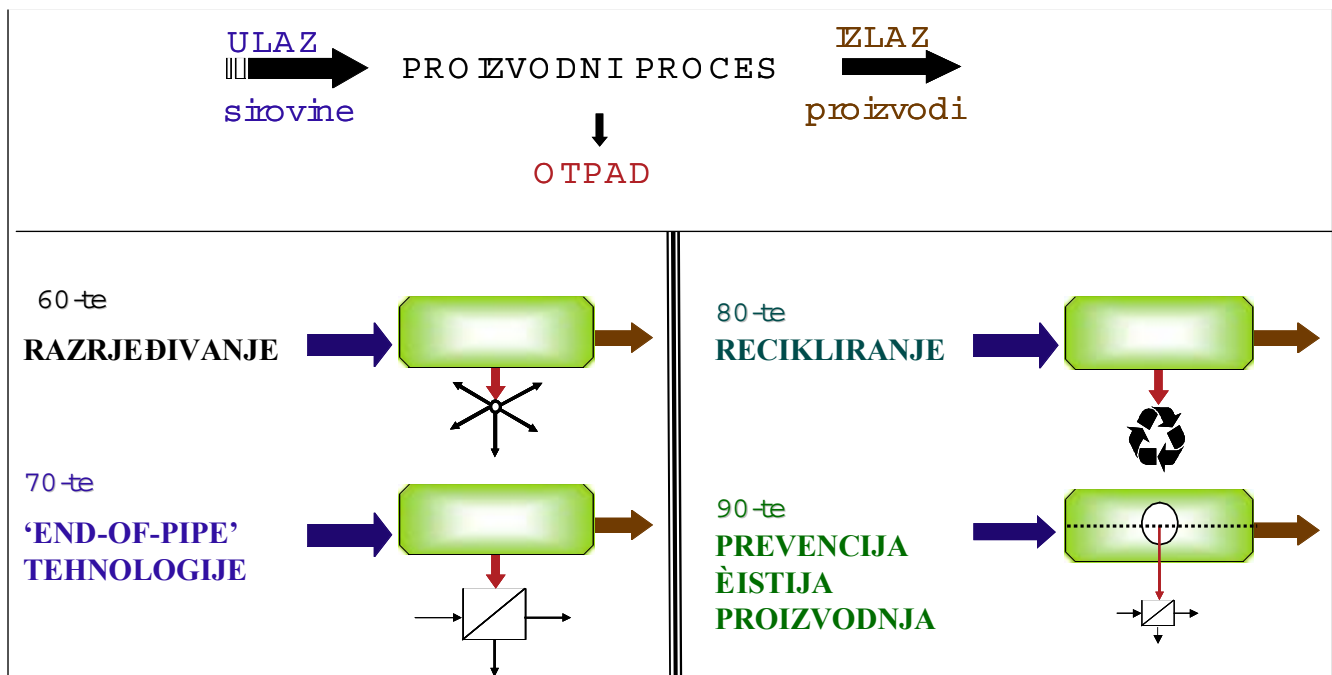 ULAZ
sirovine
PROIZVODNI PROCES
IZLAZ
proizvodi
OTPAD
60-te
RAZRJEĐIVANJE
70-te
‘END-OF-PIPE’
TEHNOLOGIJE
80-te
RECIKLIRANJE
90-te
PREVENCIJA
ÈISTIJA
PROIZVODNJA